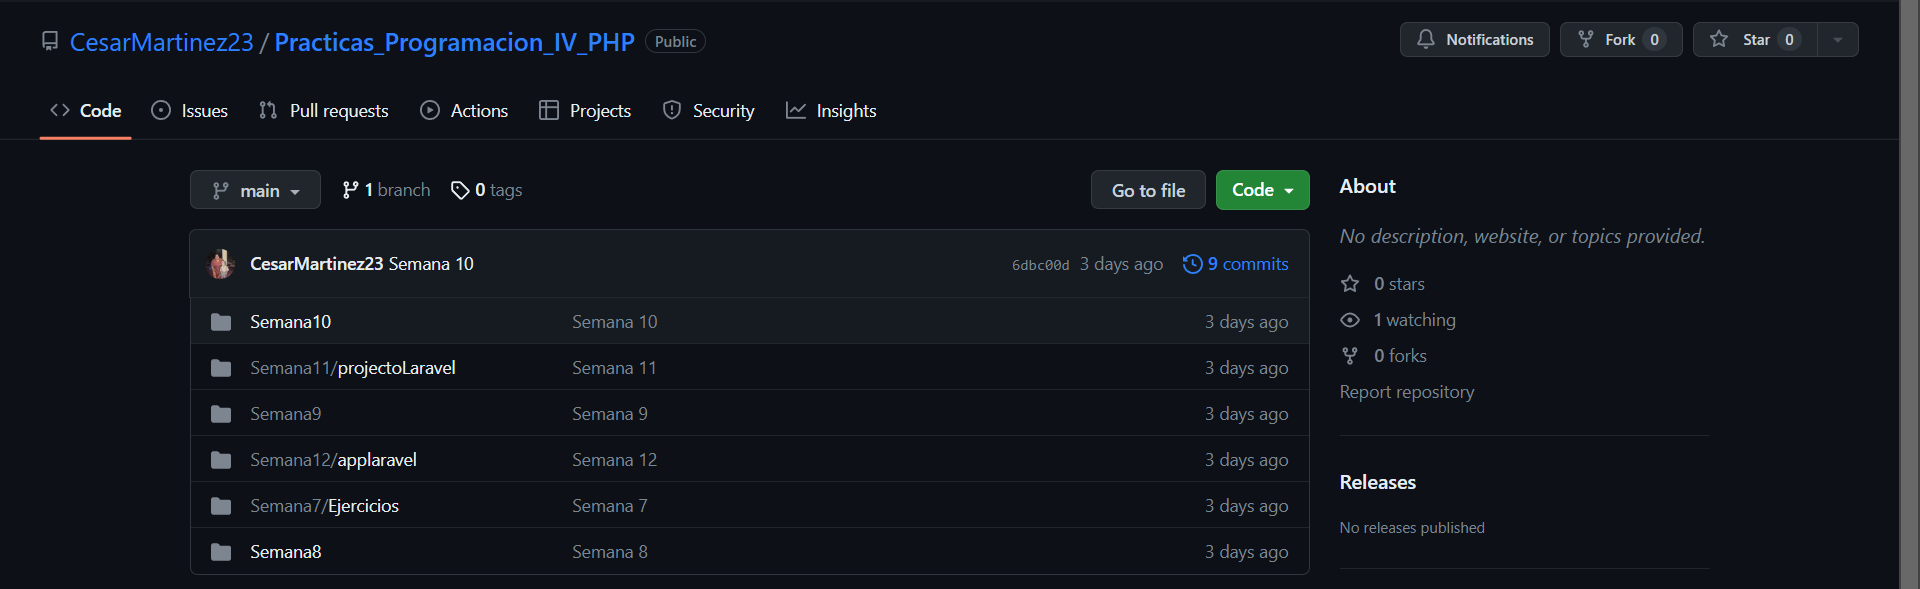 CesarMartinez23 / Practicas_Programacion_IV_PHP Public Notifications Fork 0 Star 0
Code Issues Pull requests Actions Projects Security Insights
main 1 branch 0 tags Go to file Code
CesarMartinez23 Semana 10 6dbc00d 3 days ago 9 commits
Semana10 Semana 10 3 days ago
Semana11/projectoLaravel Semana 11 3 days ago
Semana9 Semana 9 3 days ago
Semana12/applaravel Semana 12 3 days ago
Semana7/Ejercicios Semana 7 3 days ago
Semana8 Semana 8 3 days ago
About
No description, website, or topics provided.
0 stars
1 watching
0 forks
Report repository
Releases
No releases published